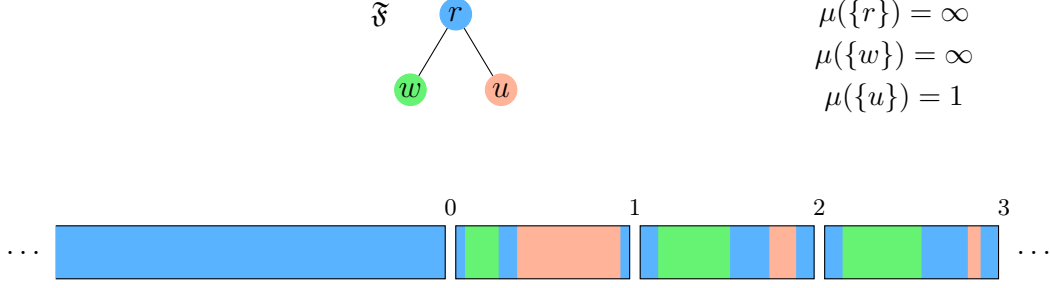 𝔉 r μ({r}) = ∞
μ({w}) = ∞
w u μ({u}) = 1
0 1 2 3
··· ···